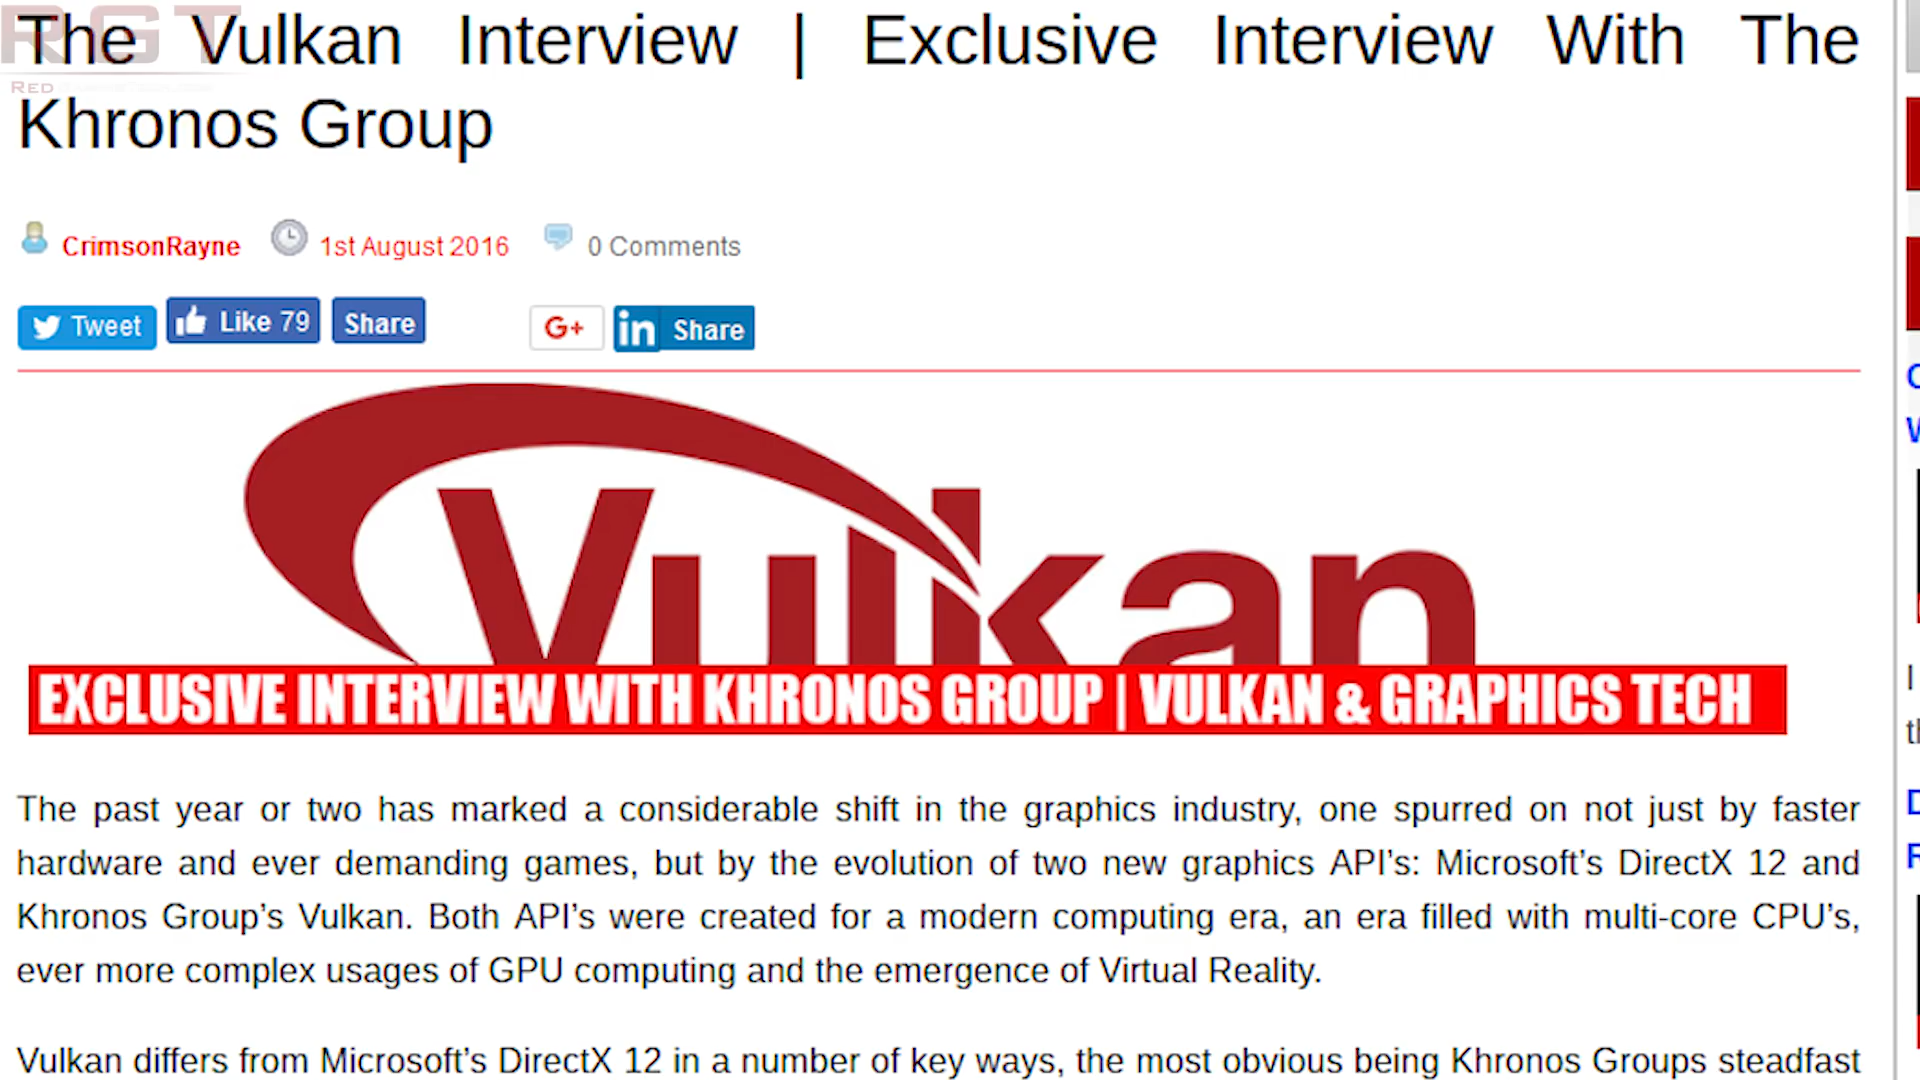 RGT
RED
The Vulkan Interview | Exclusive Interview With The
Khronos Group
CrimsonRayne 1st August 2016 0 Comments
Tweet Like 79 Share G+ in Share
Vulkan
EXCLUSIVE INTERVIEW WITH KHRONOS GROUP | VULKAN & GRAPHICS TECH
The past year or two has marked a considerable shift in the graphics industry, one spurred on not just by faster
hardware and ever demanding games, but by the evolution of two new graphics API’s: Microsoft’s DirectX 12 and
Khronos Group’s Vulkan. Both API’s were created for a modern computing era, an era filled with multi-core CPU’s,
ever more complex usages of GPU computing and the emergence of Virtual Reality.
Vulkan differs from Microsoft’s DirectX 12 in a number of key ways, the most obvious being Khronos Groups steadfast